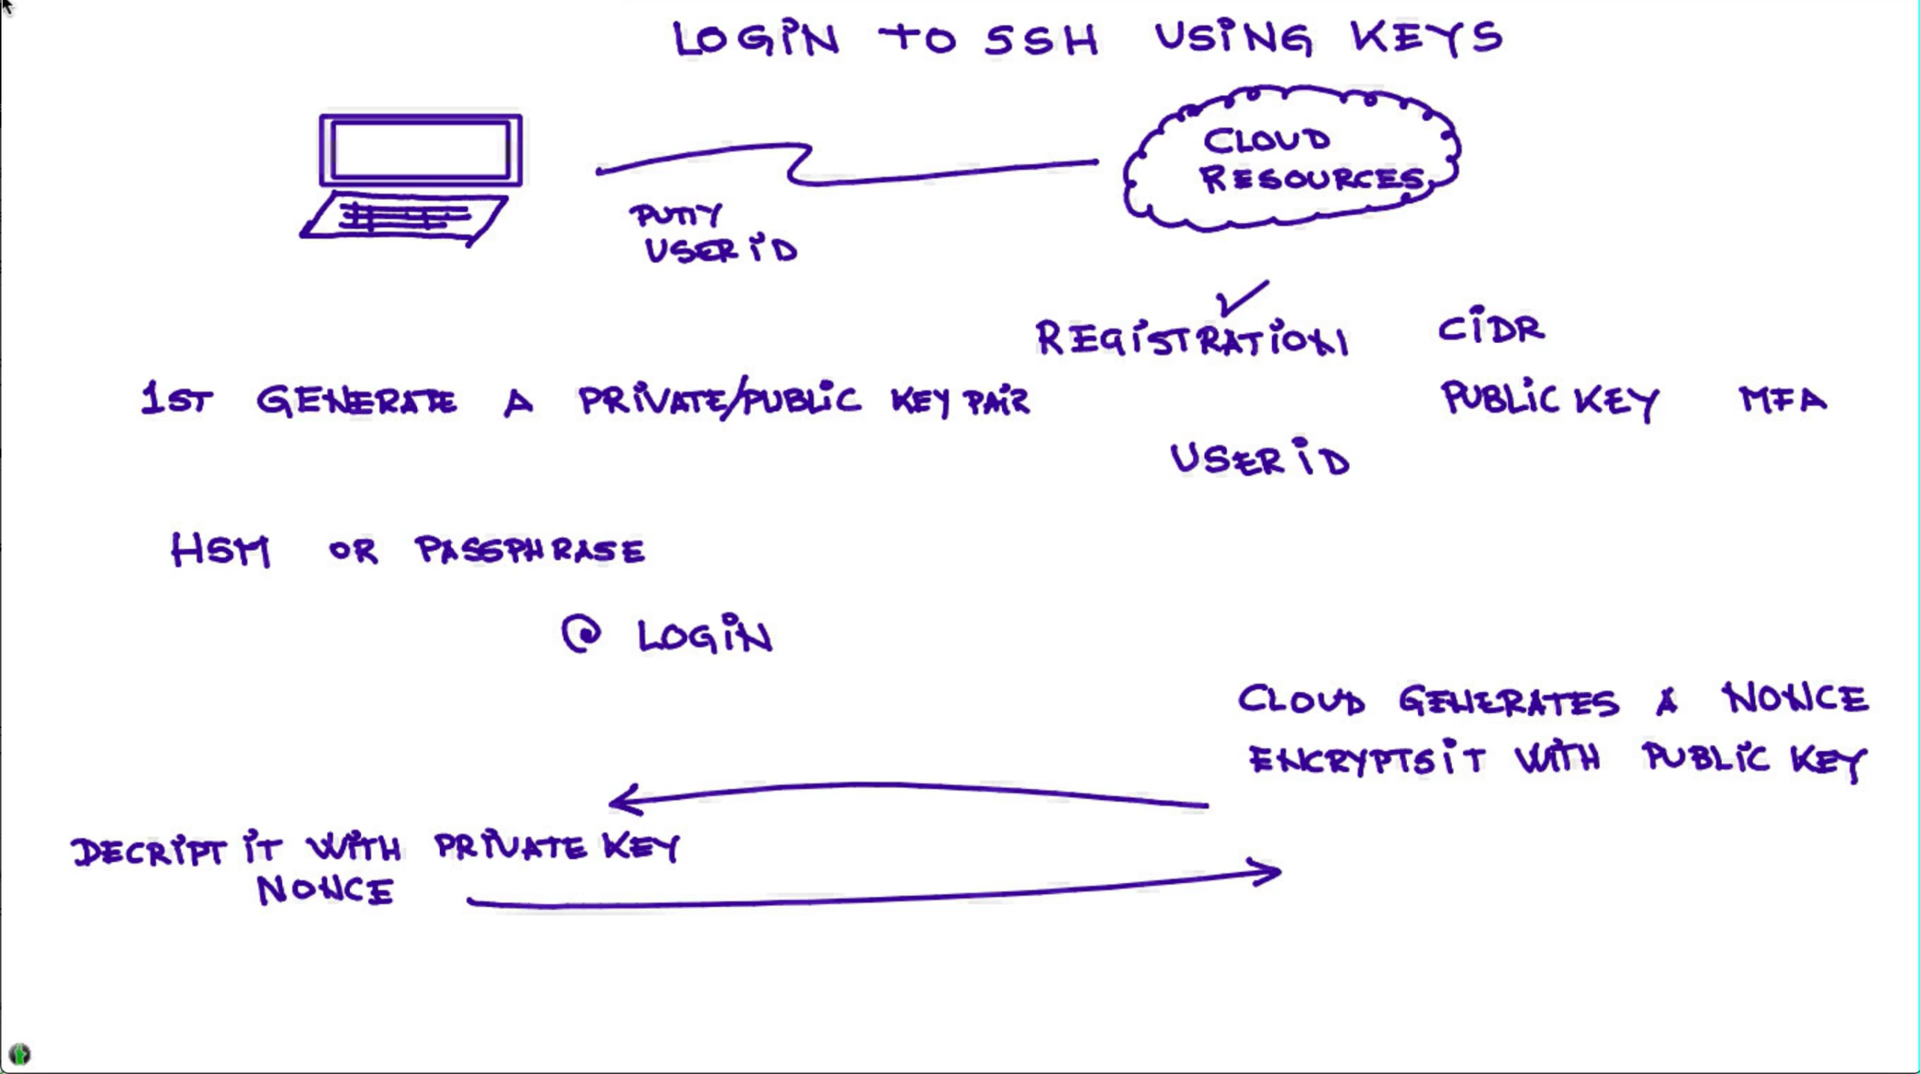 LOGIN TO SSH USING KEYS
CLOUD
RESOURCES
PUTTY
USER ID
REGISTRATION
CIDR
1ST GENERATE A PRIVATE/PUBLIC KEY PAIR
PUBLIC KEY MFA
USER ID
HSM OR PASSPHRASE
@ LOGIN
CLOUD GENERATES A NONCE
ENCRYPTS IT WITH PUBLIC KEY
DECRIPT IT WITH PRIVATE KEY
NONCE